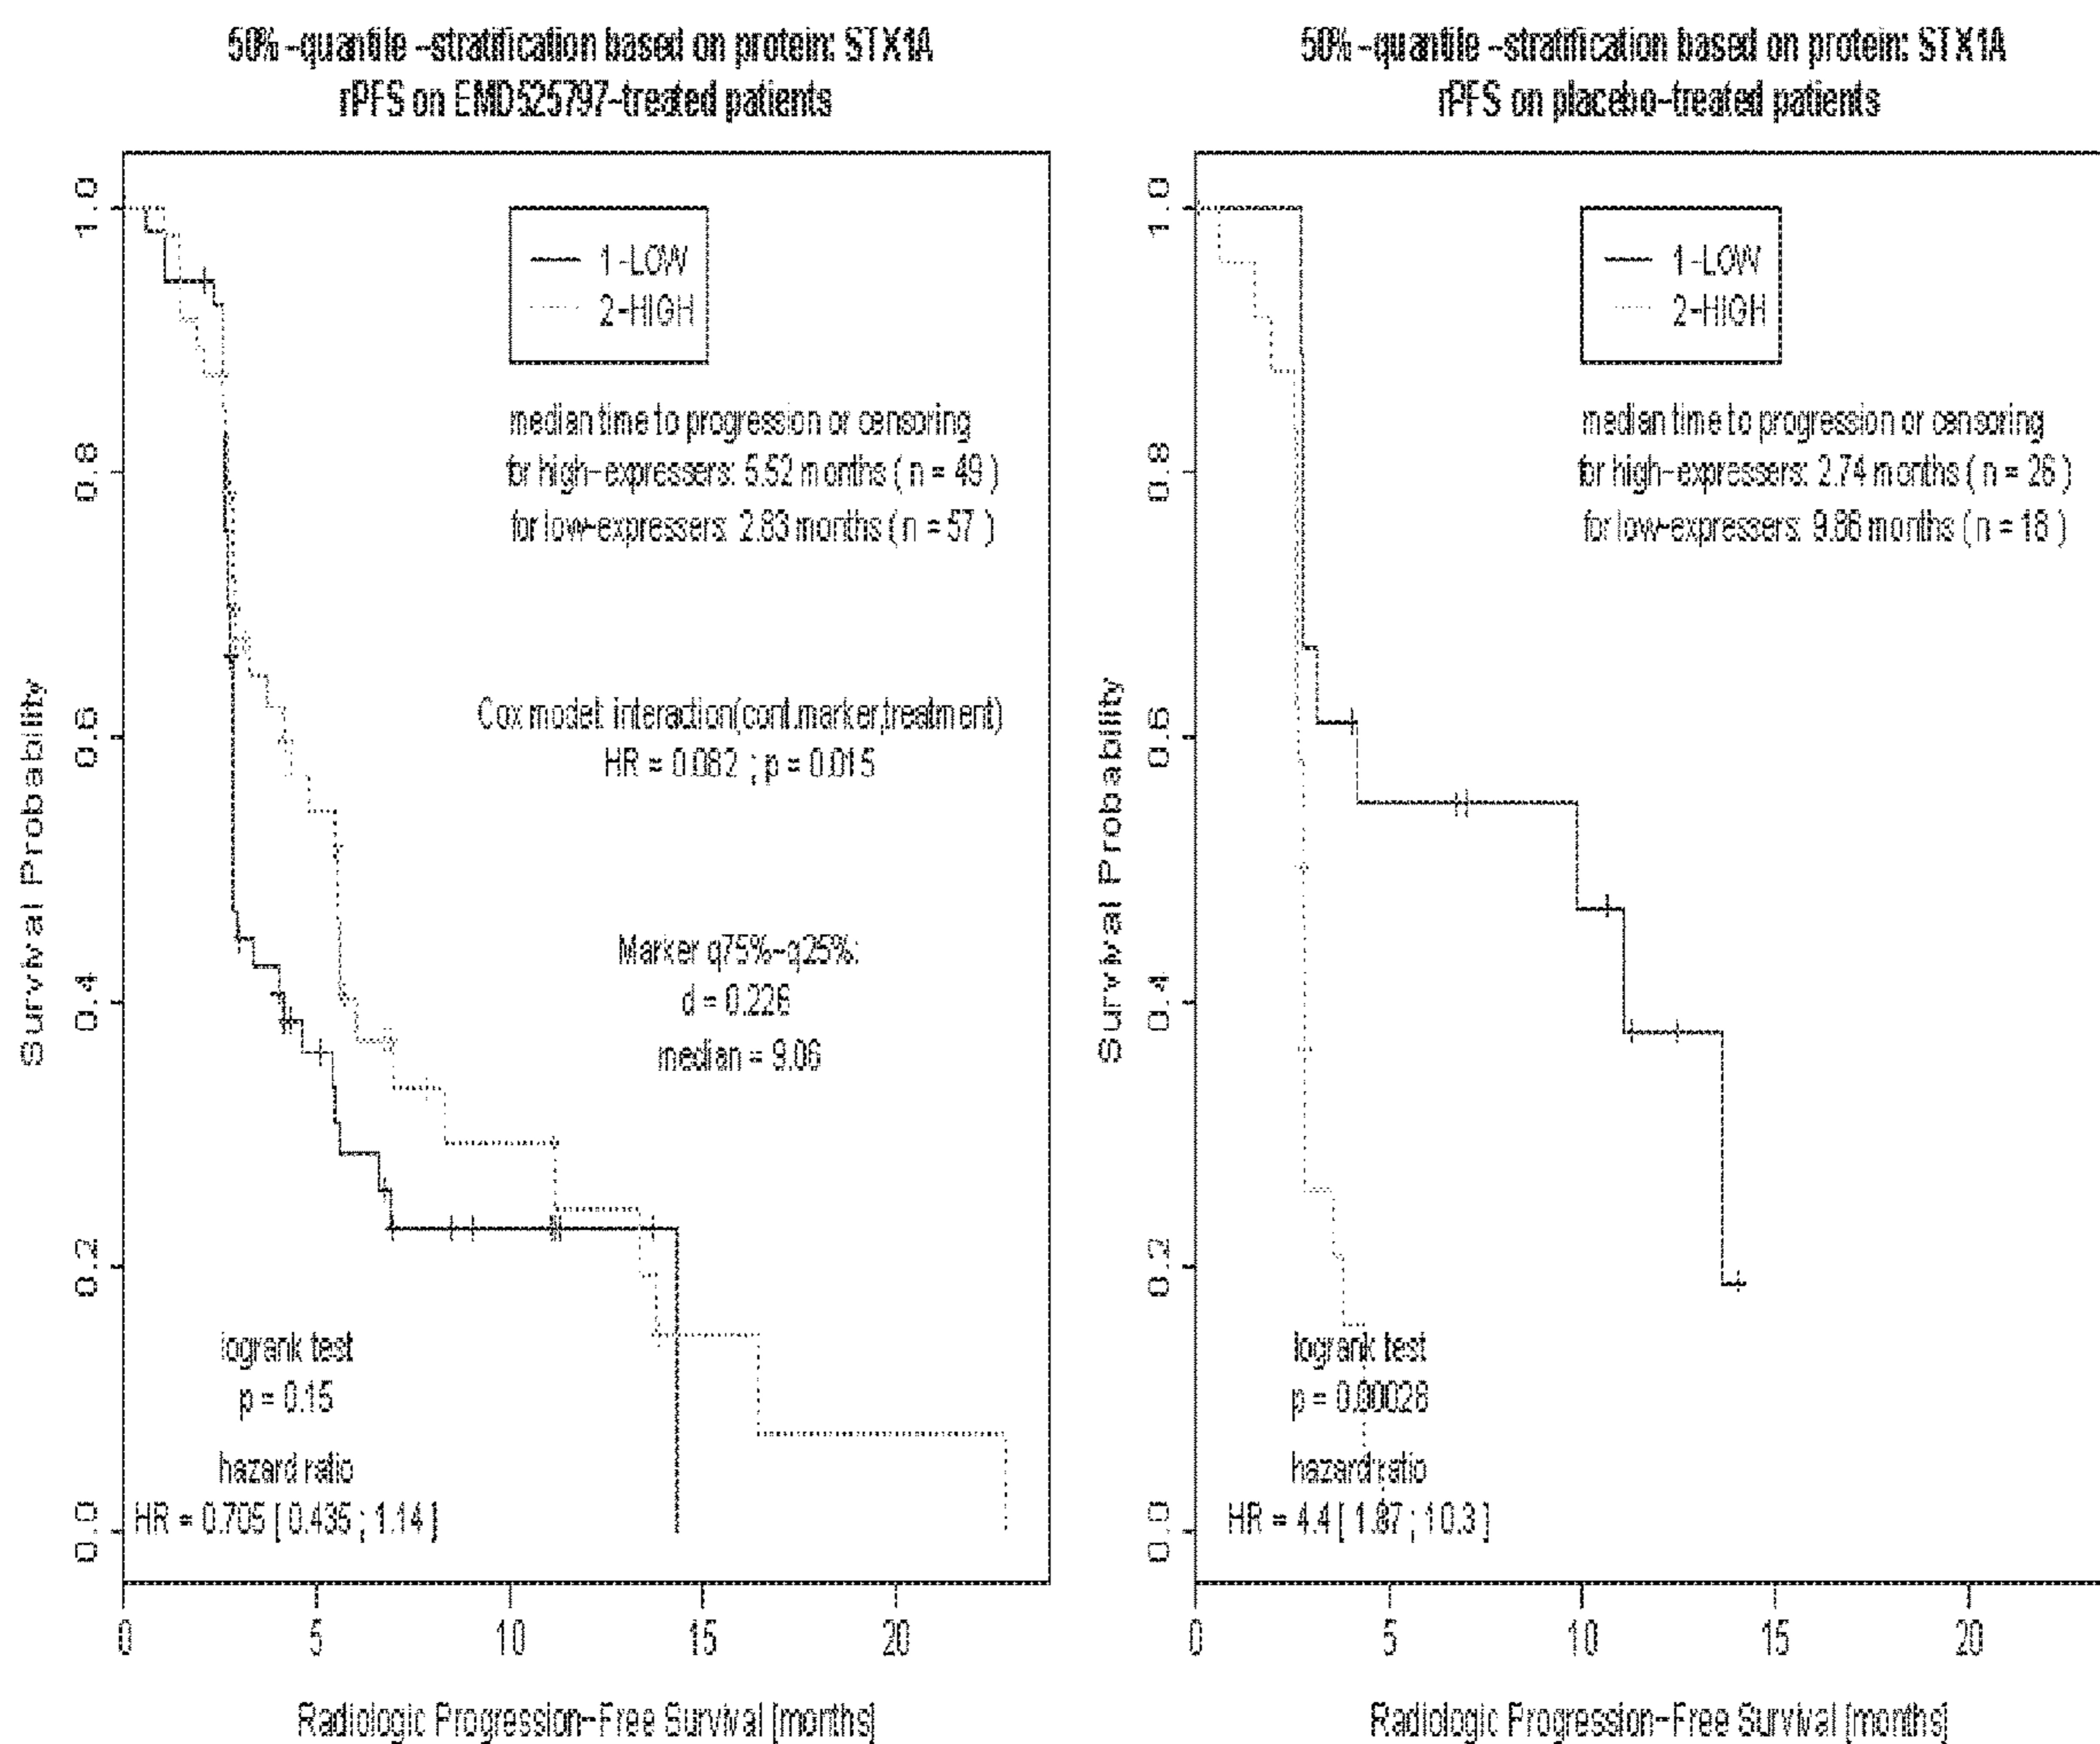 50% -quantile -stratification based on protein: STX1A
rPFS on EMD525797-treated patients
1.0
0.8
0.6
0.4
0.2
0.0
Survival Probability
1-LOW
2-HIGH
median time to progression or censoring
for high-expressers: 5.52 months ( n = 49 )
for low-expressers: 2.83 months ( n = 57 )
Cox model: interaction(cont.marker,treatment)
HR = 0.082 ; p = 0.015
Marker q75%-q25%:
d = 0.226
median = 9.06
logrank test
p = 0.15
hazard ratio
HR = 0.705 [ 0.435 ; 1.14 ]
0 5 10 15 20
Radiologic Progression-Free Survival [months]
50% -quantile -stratification based on protein: STX1A
rPFS on placebo-treated patients
1.0
0.8
0.6
0.4
0.2
0.0
Survival Probability
1-LOW
2-HIGH
median time to progression or censoring
for high-expressers: 2.74 months ( n = 26 )
for low-expressers: 9.86 months ( n = 18 )
logrank test
p = 0.00028
hazard ratio
HR = 4.4 [ 1.87 ; 10.3 ]
0 5 10 15 20
Radiologic Progression-Free Survival [months]